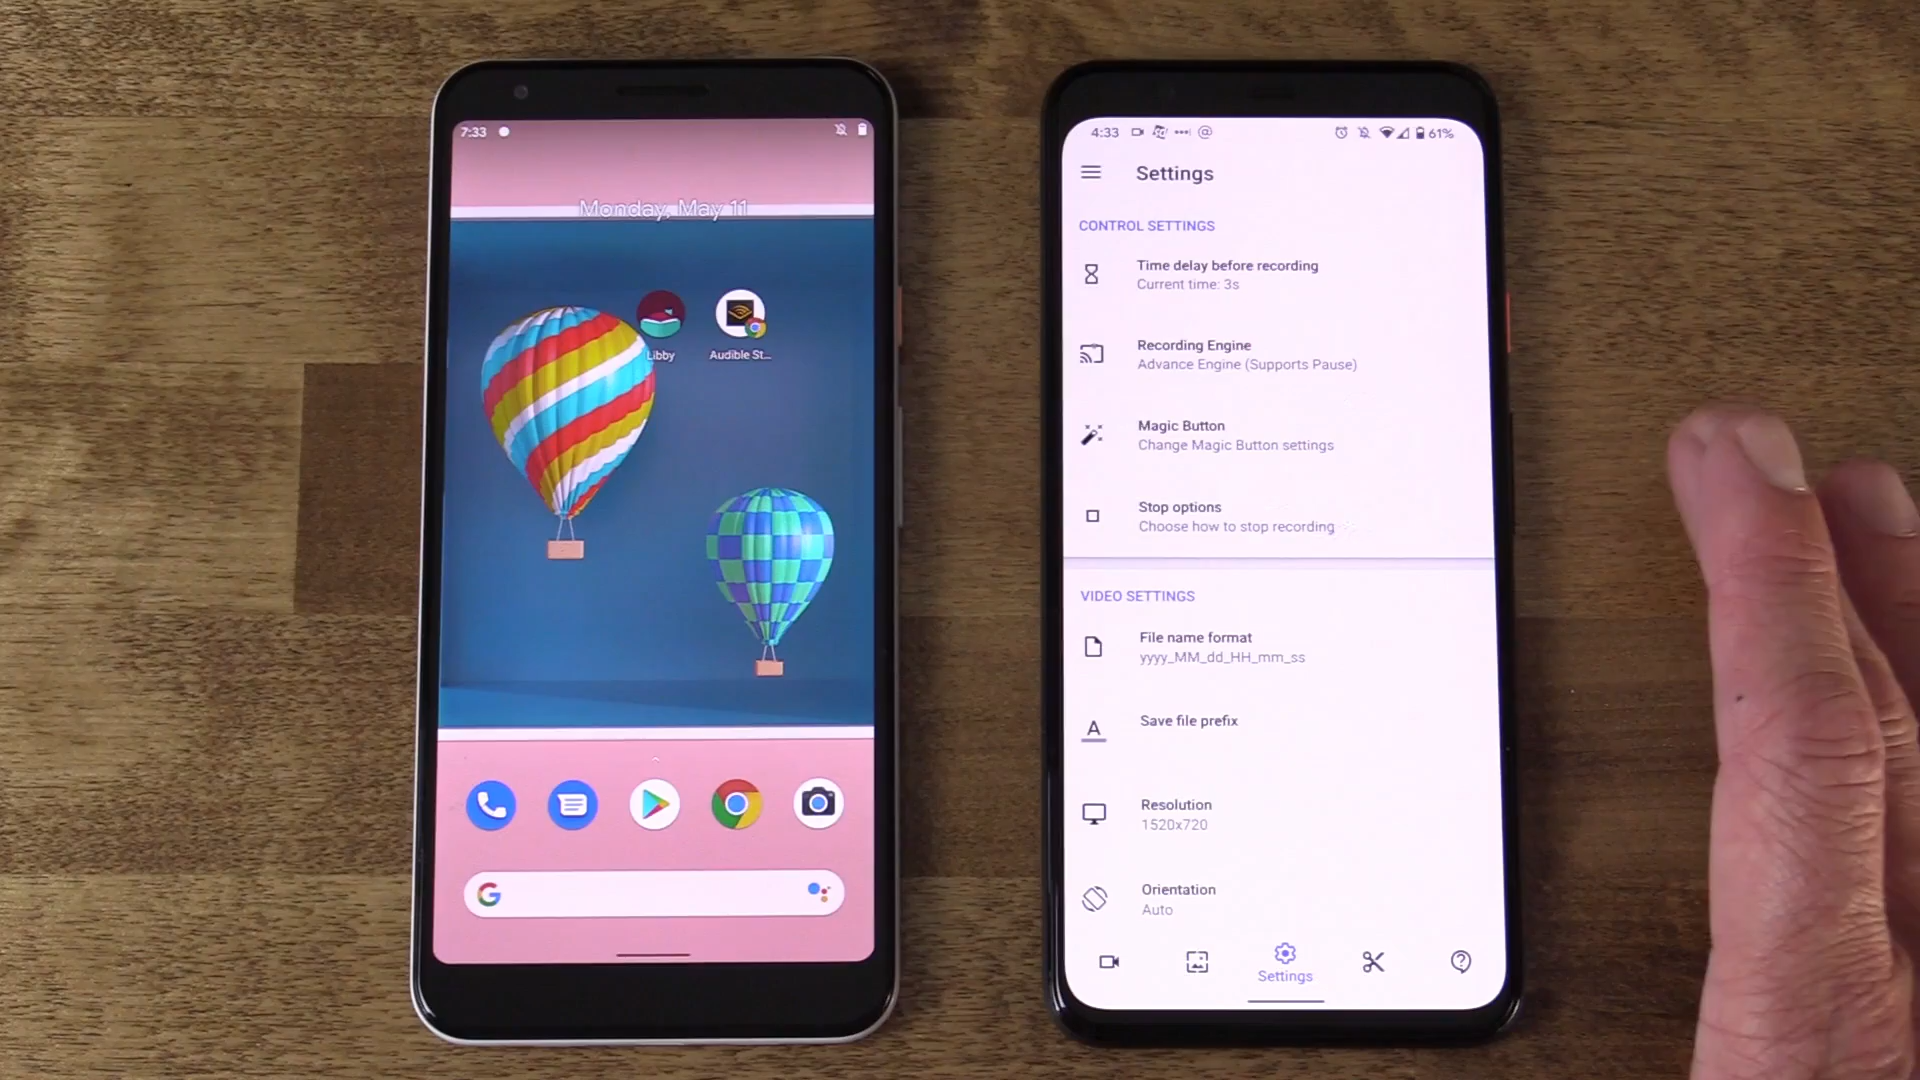 7:33
Monday, May 11
Libby
Audible St...
G
4:33
61%
Settings
CONTROL SETTINGS
Time delay before recording
Current time: 3s
Recording Engine
Advance Engine (Supports Pause)
Magic Button
Change Magic Button settings
Stop options
Choose how to stop recording
VIDEO SETTINGS
File name format
yyyy_MM_dd_HH_mm_ss
A
Save file prefix
Resolution
1520x720
Orientation
Auto
Settings